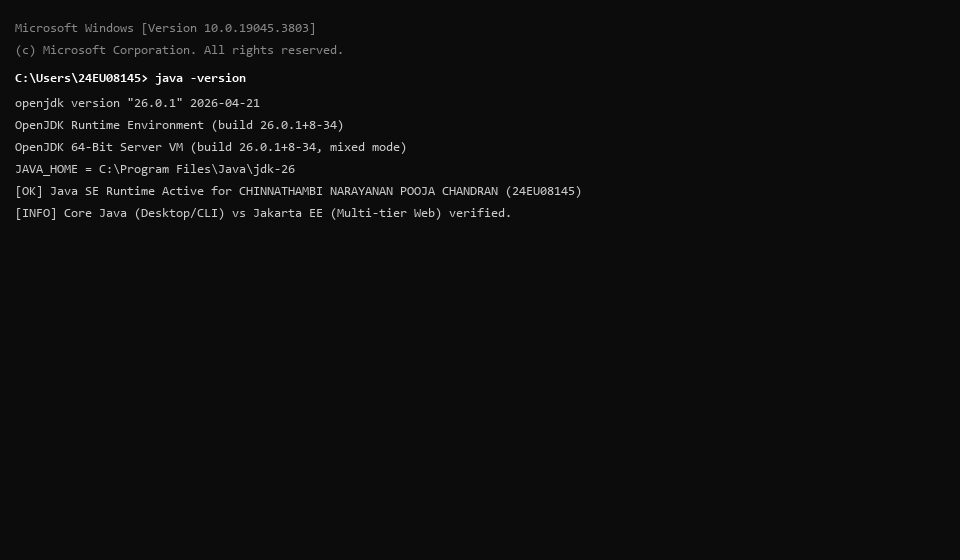 Microsoft Windows [Version 10.0.19045.3803]
(c) Microsoft Corporation. All rights reserved.
C:\Users\24EU08145> java -version
openjdk version "26.0.1" 2026-04-21
OpenJDK Runtime Environment (build 26.0.1+8-34)
OpenJDK 64-Bit Server VM (build 26.0.1+8-34, mixed mode)
JAVA_HOME = C:\Program Files\Java\jdk-26
[OK] Java SE Runtime Active for CHINNATHAMBI NARAYANAN POOJA CHANDRAN (24EU08145)
[INFO] Core Java (Desktop/CLI) vs Jakarta EE (Multi-tier Web) verified.